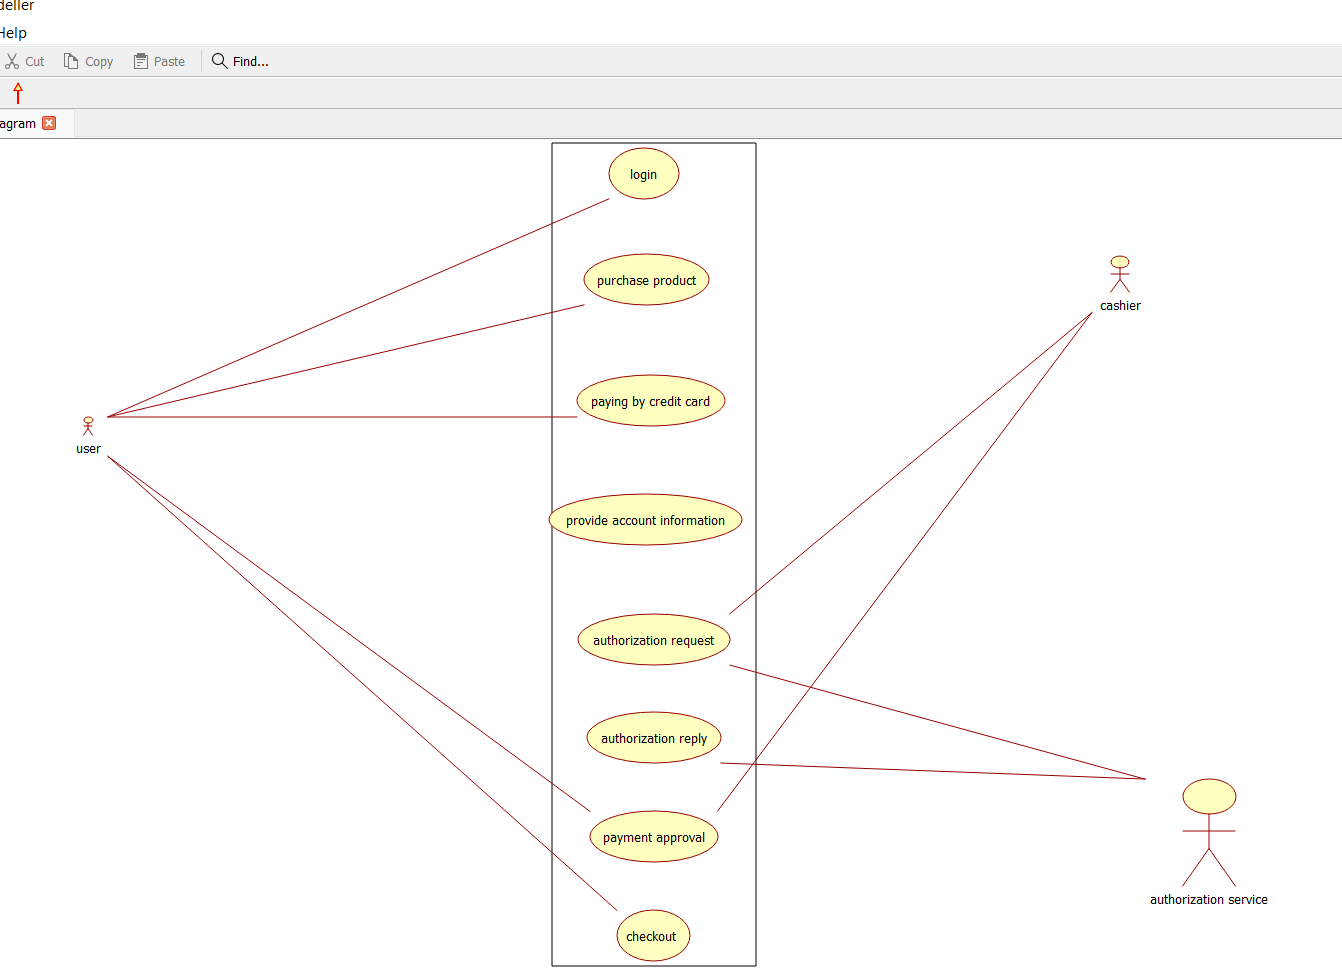 deller
Help
Cut Copy Paste Find...
agram
login
purchase product
cashier
paying by credit card
user
provide account information
authorization request
authorization reply
payment approval
authorization service
checkout